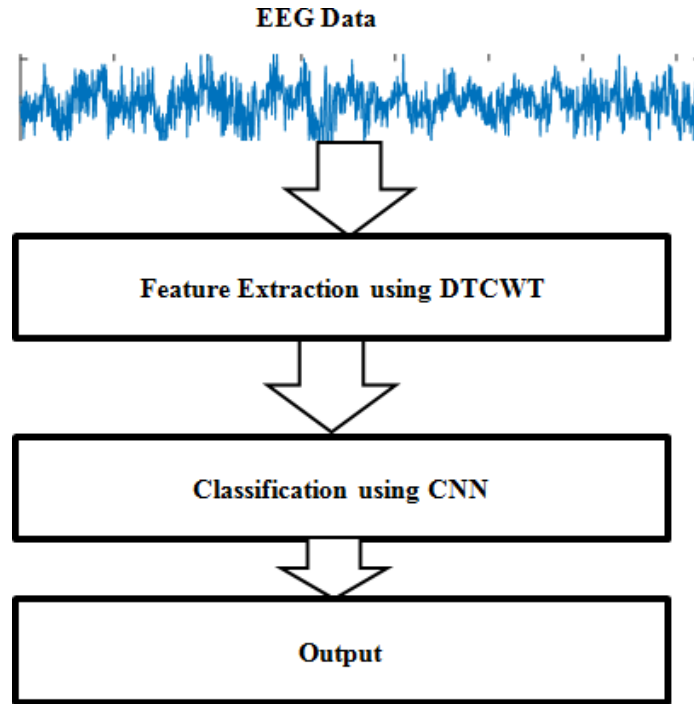 EEG Data
Feature Extraction using DTCWT
Classification using CNN
Output